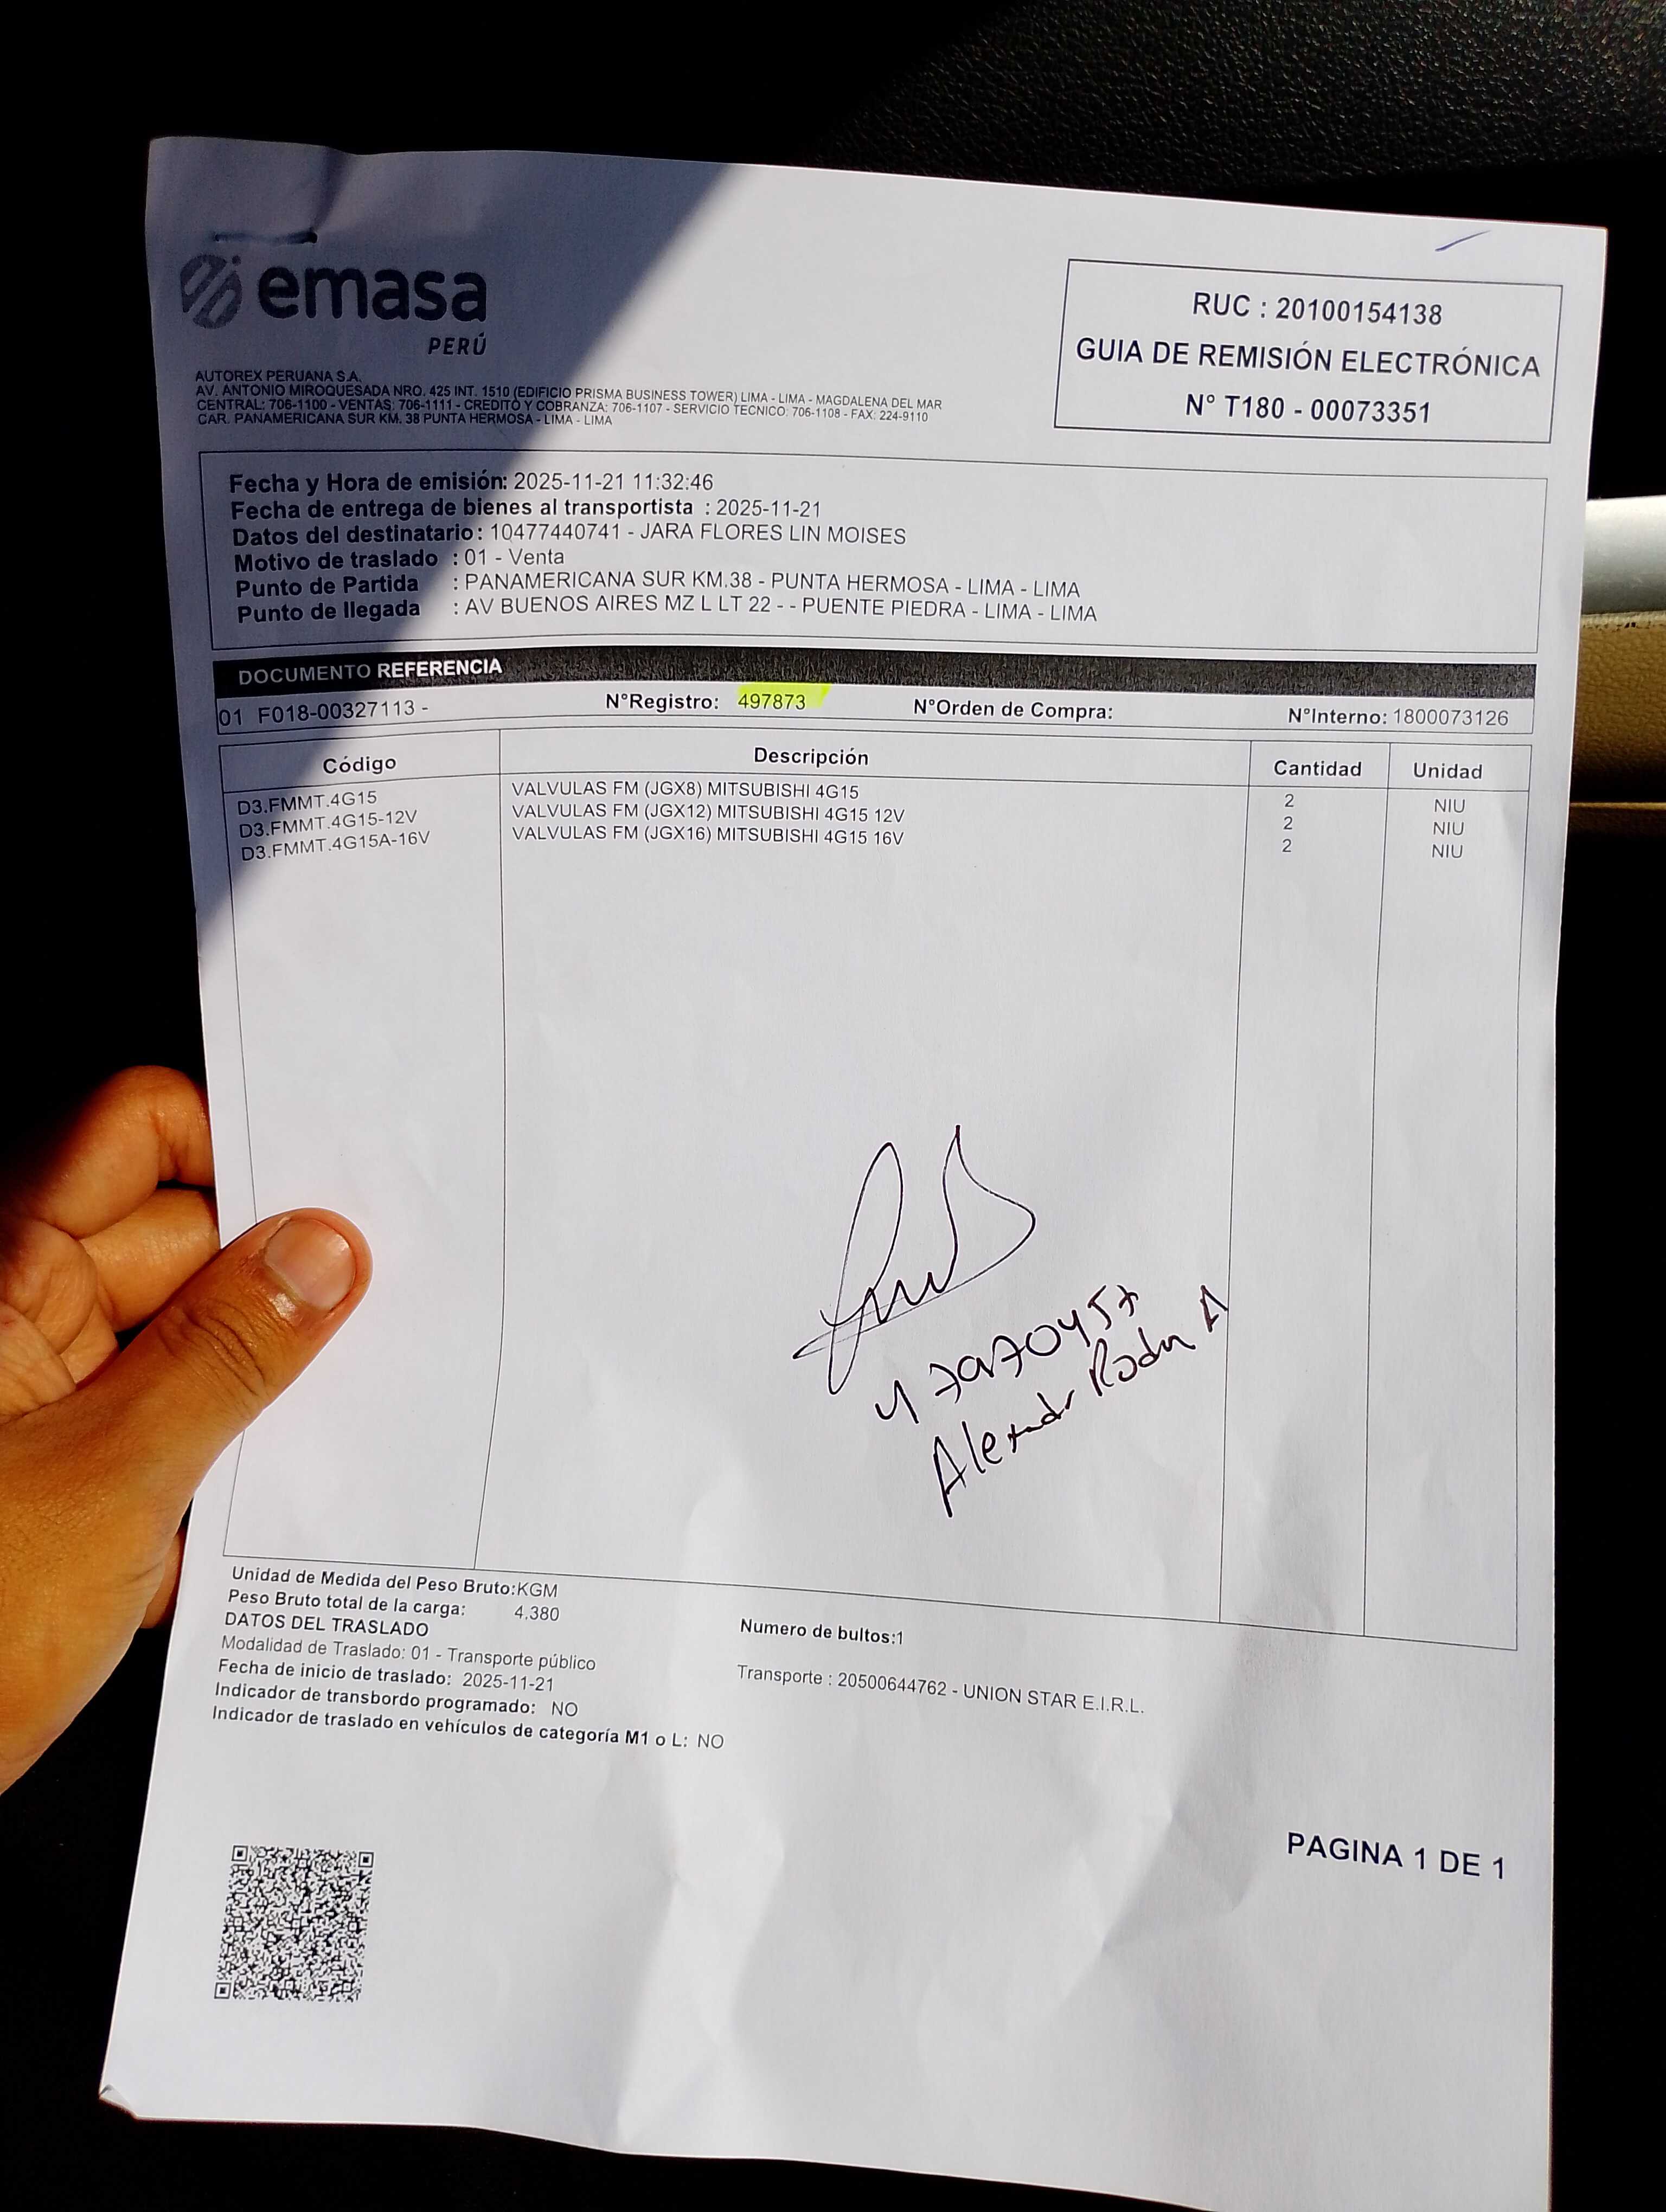 emasa
PERÚ
RUC : 20100154138
GUIA DE REMISIÓN ELECTRÓNICA
N° T180 - 00073351
AUTOREX PERUANA S.A.
AV. ANTONIO MIROQUESADA NRO. 425 INT. 1510 (EDIFICIO PRISMA BUSINESS TOWER) LIMA - LIMA - MAGDALENA DEL MAR
CENTRAL: 706-1100 - VENTAS: 706-1111 - CREDITO Y COBRANZA: 706-1107 - SERVICIO TECNICO: 706-1108 - FAX: 224-9110
CAR. PANAMERICANA SUR KM. 38 PUNTA HERMOSA - LIMA - LIMA
Fecha y Hora de emisión: 2025-11-21 11:32:46
Fecha de entrega de bienes al transportista : 2025-11-21
Datos del destinatario : 10477440741 - JARA FLORES LIN MOISES
Motivo de traslado : 01 - Venta
Punto de Partida : PANAMERICANA SUR KM.38 - PUNTA HERMOSA - LIMA - LIMA
Punto de llegada : AV BUENOS AIRES MZ L LT 22 - - PUENTE PIEDRA - LIMA - LIMA
DOCUMENTO REFERENCIA
01 F018-00327113 - N°Registro: 497873 N°Orden de Compra: N°Interno: 1800073126
Código Descripción Cantidad Unidad
D3.FMMT.4G15 VALVULAS FM (JGX8) MITSUBISHI 4G15 2 NIU
D3.FMMT.4G15-12V VALVULAS FM (JGX12) MITSUBISHI 4G15 12V 2 NIU
D3.FMMT.4G15A-16V VALVULAS FM (JGX16) MITSUBISHI 4G15 16V 2 NIU
A
Unidad de Medida del Peso Bruto:KGM
Peso Bruto total de la carga: 4.380
Numero de bultos:1
DATOS DEL TRASLADO
Modalidad de Traslado: 01 - Transporte público
Transporte : 20500644762 - UNION STAR E.I.R.L.
Fecha de inicio de traslado: 2025-11-21
Indicador de transbordo programado: NO
Indicador de traslado en vehículos de categoría M1 o L: NO
PAGINA 1 DE 1